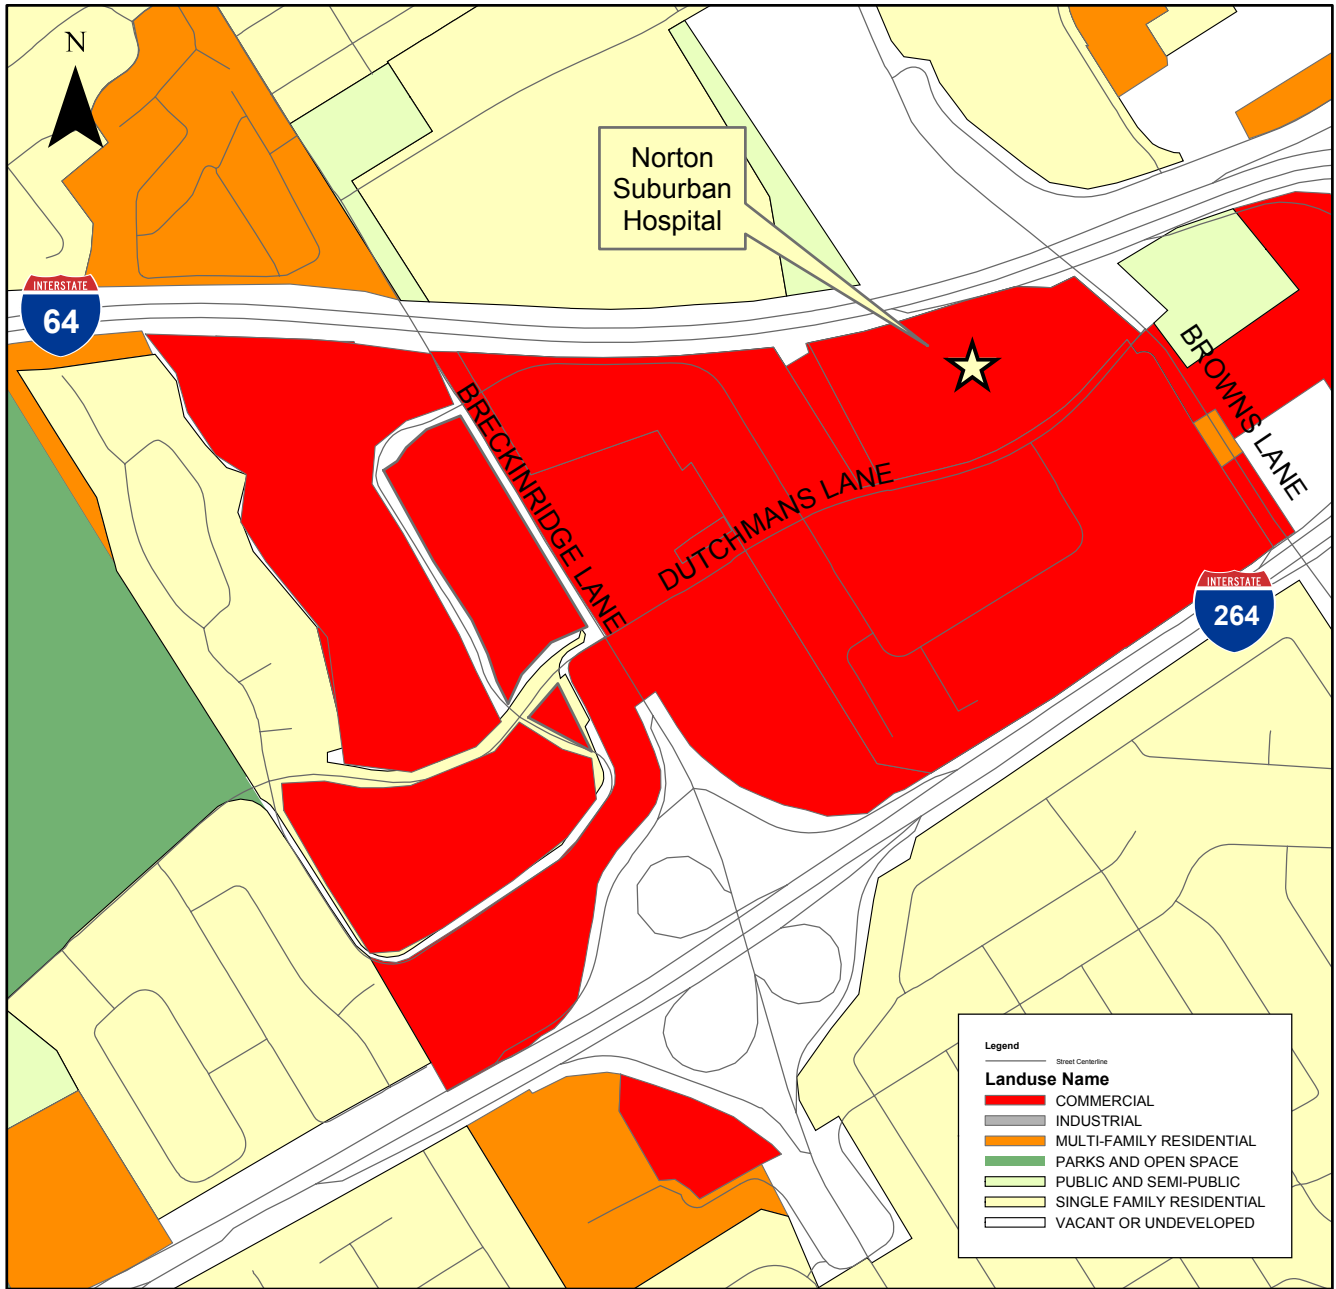 N
Norton
Suburban
Hospital
INTERSTATE
64
BRECKINRIDGE LANE
DUTCHMANS LANE
BROWNS LANE
INTERSTATE
264
Legend
Street Centerline
Landuse Name
COMMERCIAL
INDUSTRIAL
MULTI-FAMILY RESIDENTIAL
PARKS AND OPEN SPACE
PUBLIC AND SEMI-PUBLIC
SINGLE FAMILY RESIDENTIAL
VACANT OR UNDEVELOPED